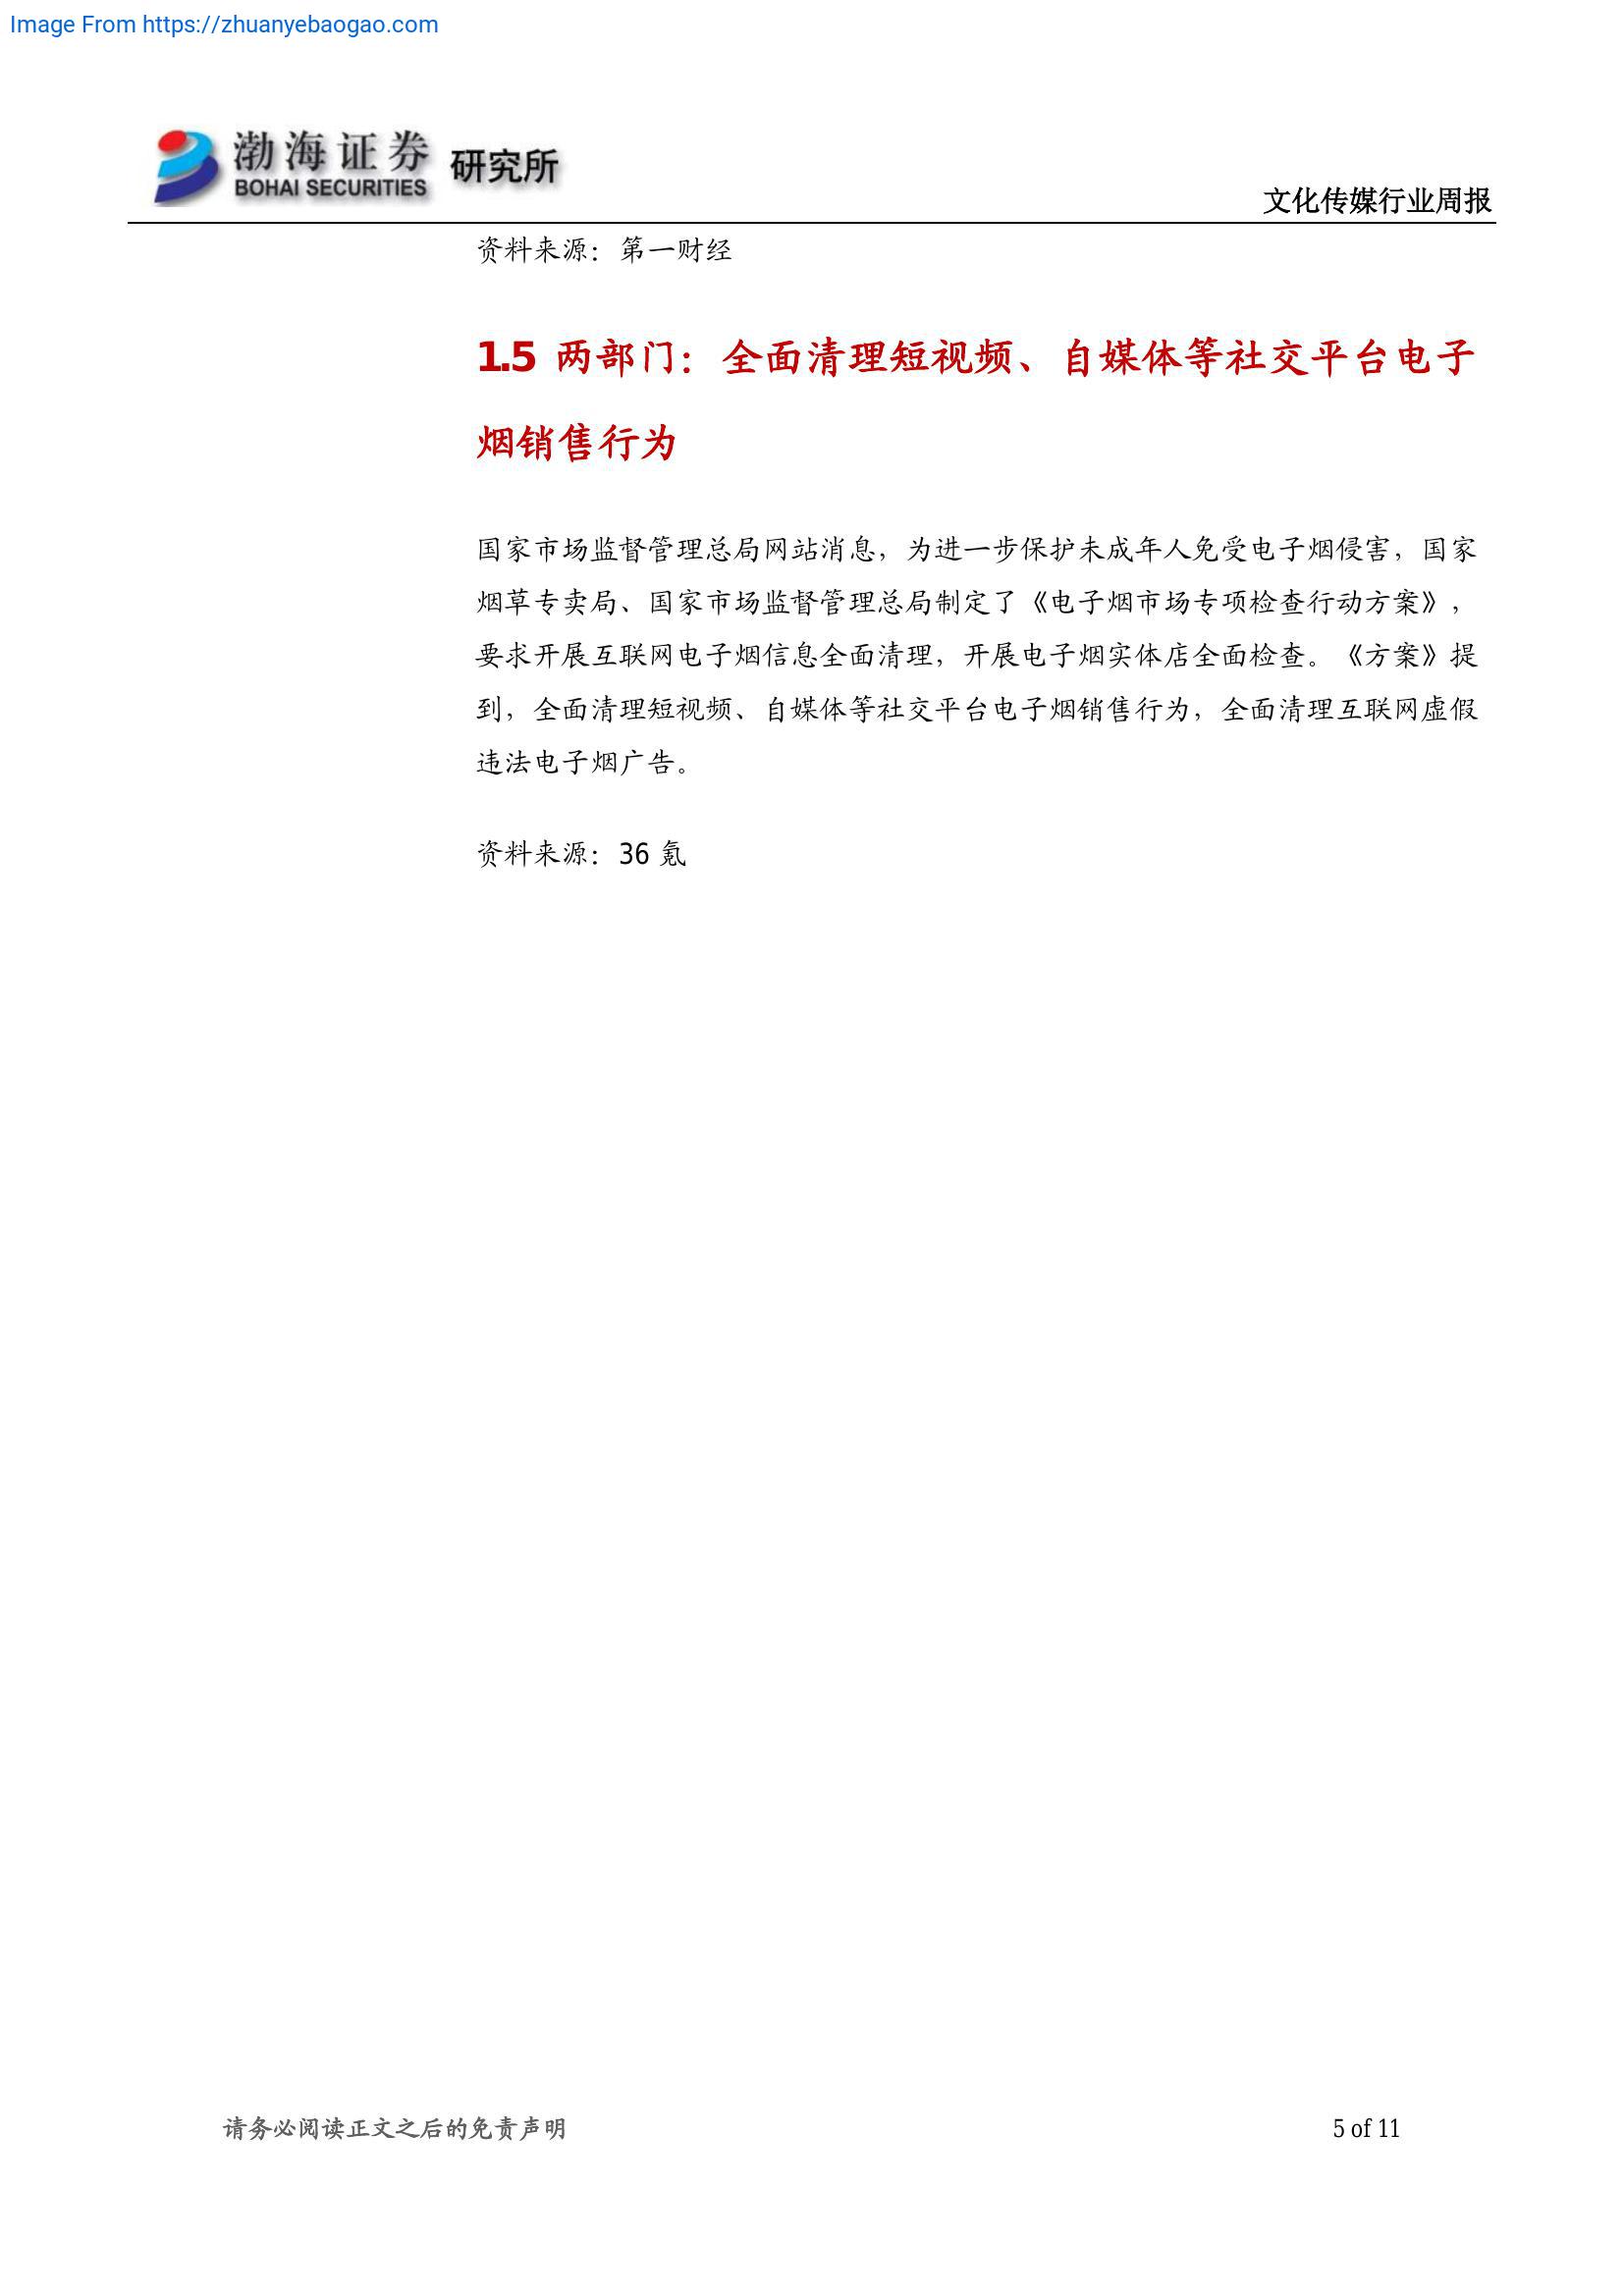 Image From https://zhuanyebaogao.com
渤海证券 研究所
BOHAI SECURITIES
文化传媒行业周报
资料来源：第一财经
1.5 两部门：全面清理短视频、自媒体等社交平台电子
烟销售行为
国家市场监督管理总局网站消息，为进一步保护未成年人免受电子烟侵害，国家
烟草专卖局、国家市场监督管理总局制定了《电子烟市场专项检查行动方案》，
要求开展互联网电子烟信息全面清理，开展电子烟实体店全面检查。《方案》提
到，全面清理短视频、自媒体等社交平台电子烟销售行为，全面清理互联网虚假
违法电子烟广告。
资料来源：36 氪
请务必阅读正文之后的免责声明
5 of 11